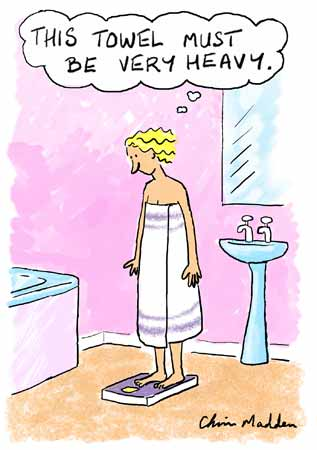 THIS TOWEL MUST
BE VERY HEAVY.
Chris Madden